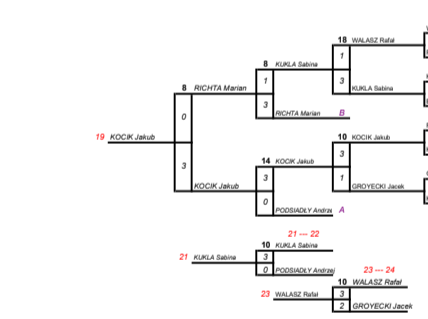 18 WALASZ Rafał
1
8 KUKLA Sabina
1
3
8 RICHTA Marian
KUKLA Sabina
3
RICHTA Marian B
0
19 KOCIK Jakub
10 KOCIK Jakub
3
14 KOCIK Jakub
3
3
1
KOCIK Jakub
GROYECKI Jacek
0
PODSIADŁY Andrze A
21 --- 22
10 KUKLA Sabina
21 KUKLA Sabina
3
0 PODSIADŁY Andrzej
23 --- 24
10 WALASZ Rafał
23 WALASZ Rafał
3
2 GROYECKI Jacek